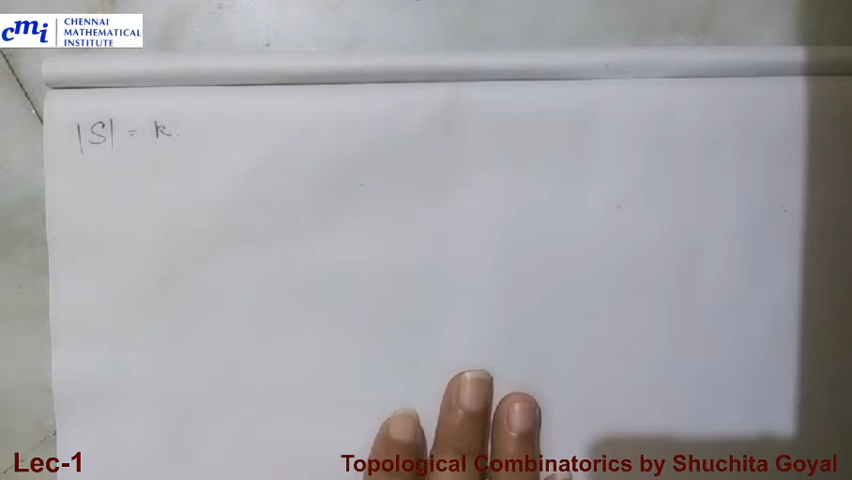 cmi CHENNAI
MATHEMATICAL
INSTITUTE
|S| = k.
Lec-1
Topological Combinatorics by Shuchita Goyal